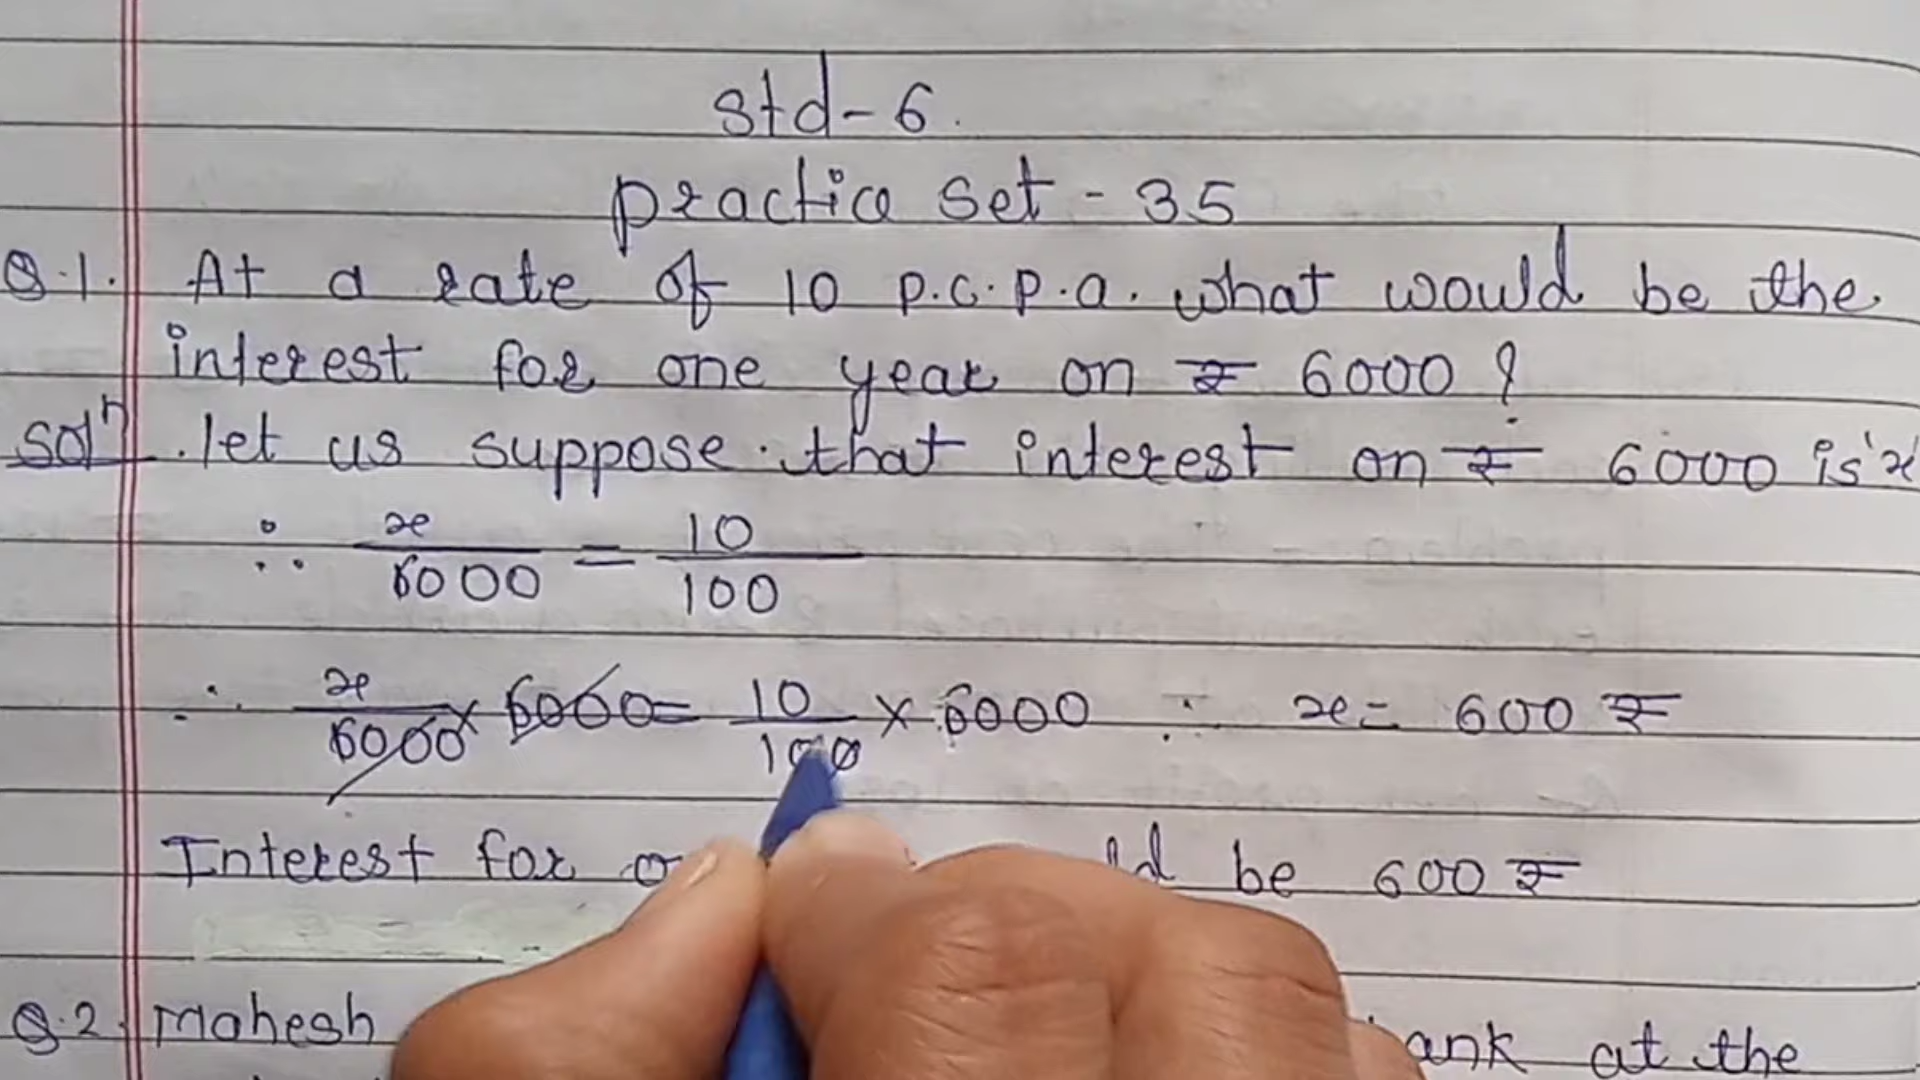 Std-6.
Practice Set - 35
Q.1. At a rate of 10 p.c.p.a. what would be the
interest for one year on ₹ 6000?
Solⁿ. let us suppose that interest on ₹ 6000 is 'x'
∴ x/6000 = 10/100
∴ x/6000 × 6000 = 10/100 × 6000 ∴ x = 600 ₹
Interest for be 600 ₹
Q.2. Mahesh at the